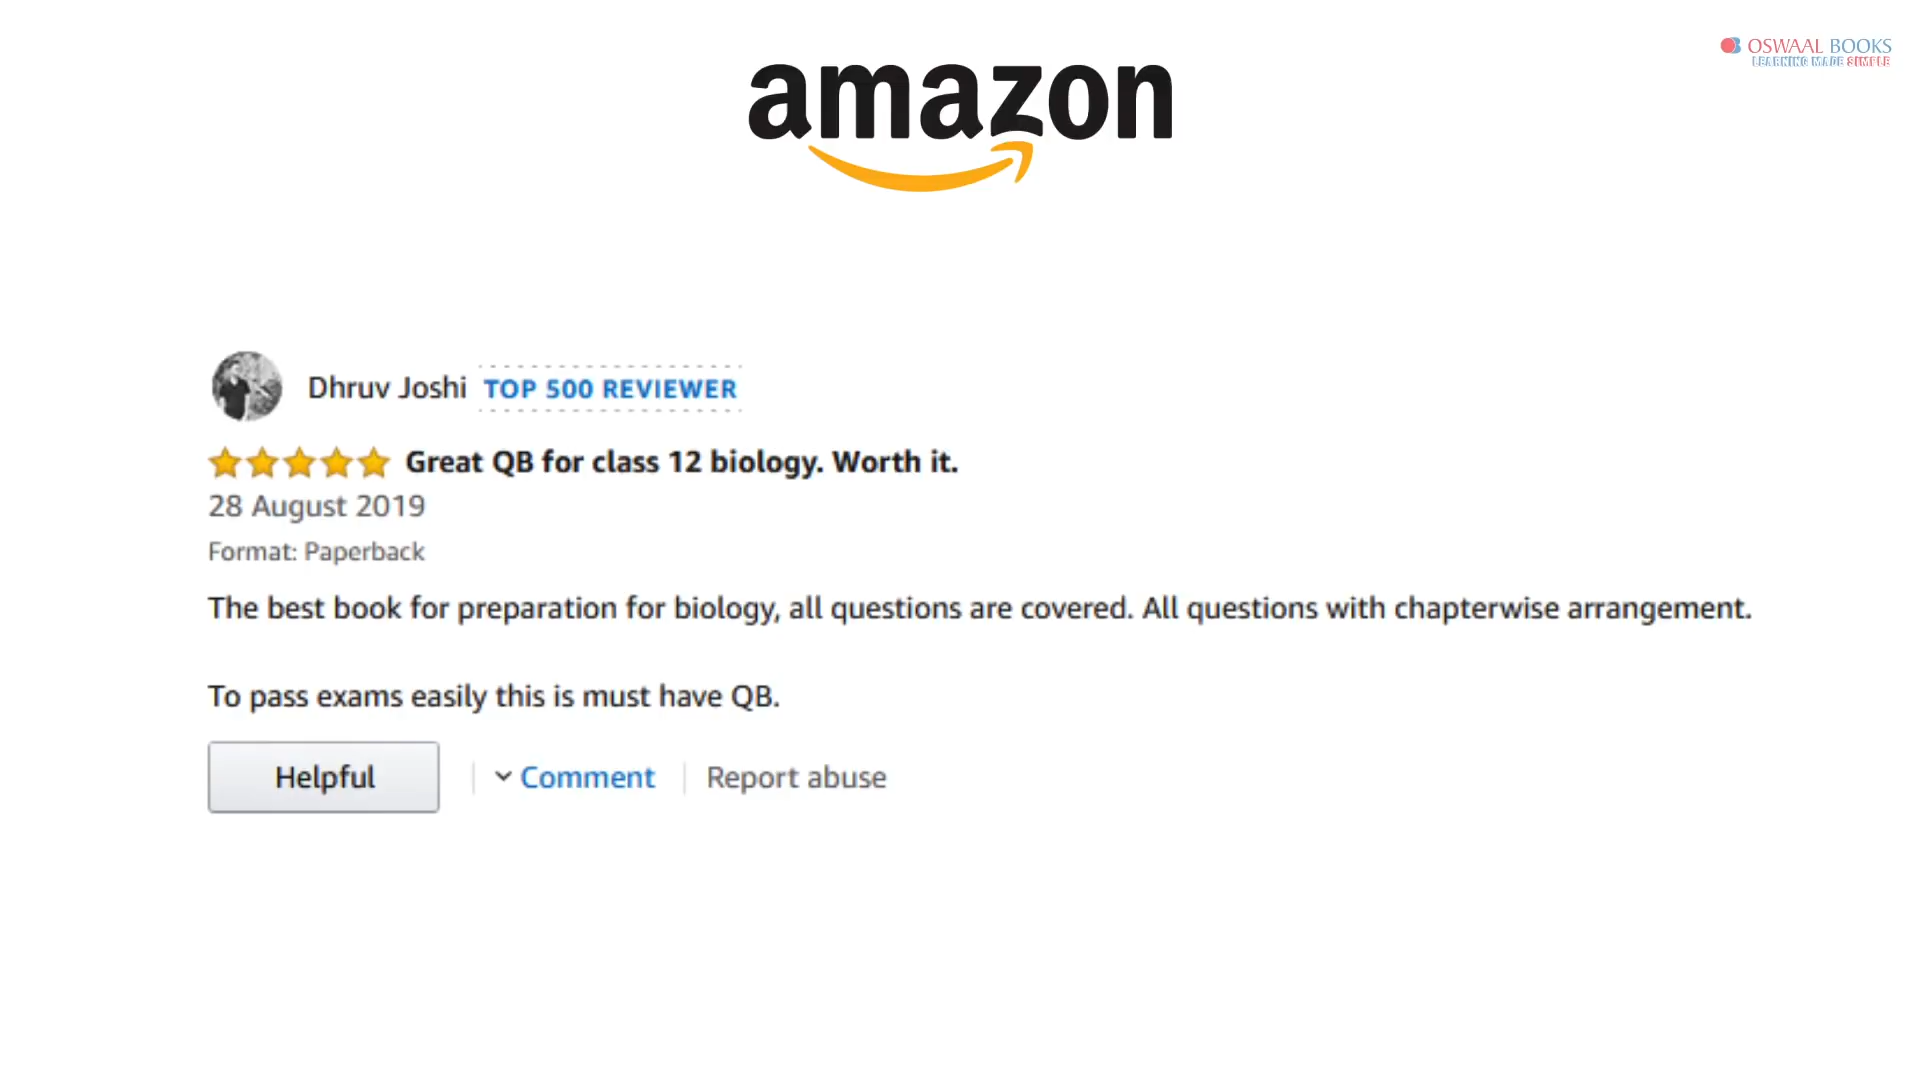 OSWAAL BOOKS
LEARNING MADE SIMPLE
amazon
Dhruv Joshi TOP 500 REVIEWER
Great QB for class 12 biology. Worth it.
28 August 2019
Format: Paperback
The best book for preparation for biology, all questions are covered. All questions with chapterwise arrangement.
To pass exams easily this is must have QB.
Helpful Comment Report abuse